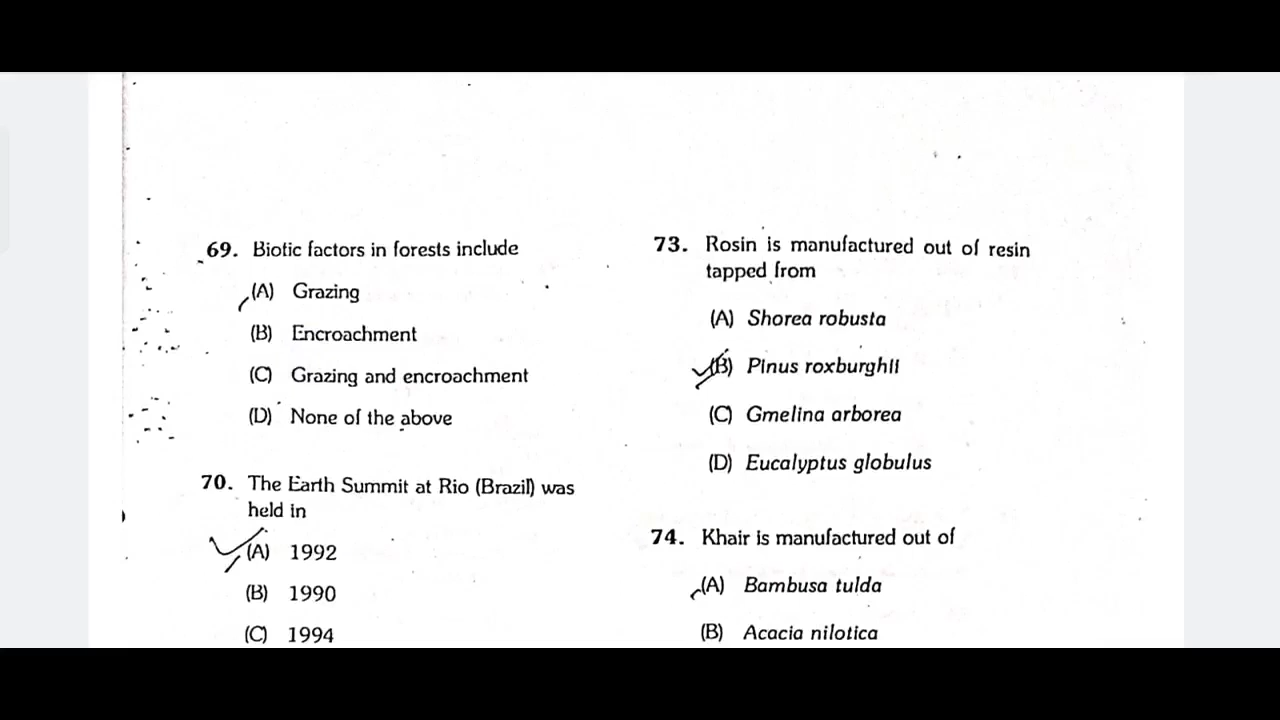 69. Biotic factors in forests include
(A) Grazing
(B) Encroachment
(C) Grazing and encroachment
(D) None of the above
70. The Earth Summit at Rio (Brazil) was
held in
(A) 1992
(B) 1990
(C) 1994
73. Rosin is manufactured out of resin
tapped from
(A) Shorea robusta
(B) Pinus roxburghii
(C) Gmelina arborea
(D) Eucalyptus globulus
74. Khair is manufactured out of
(A) Bambusa tulda
(B) Acacia nilotica